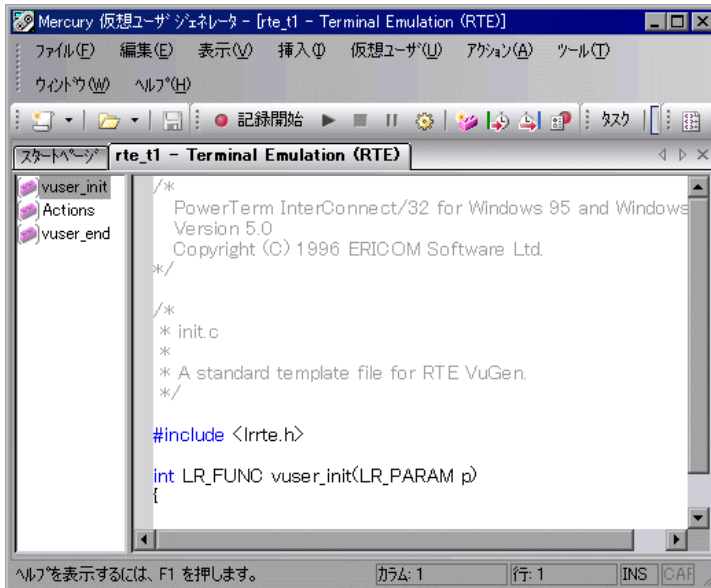 Mercury 仮想ユーザ ジェネレータ - [rte_t1 - Terminal Emulation (RTE)]
ファイル(F) 編集(E) 表示(V) 挿入(I) 仮想ユーザ(U) アクション(A) ツール(T)
ウィンドウ(W) ヘルプ(H)
記録開始 タスク
スタートページ rte_t1 - Terminal Emulation (RTE)
vuser_init
Actions
vuser_end
/*
PowerTerm InterConnect/32 for Windows 95 and Windows
Version 5.0
Copyright (C) 1996 ERICOM Software Ltd.
*/
/*
* init.c
*
* A standard template file for RTE VuGen.
*/
#include <lrrte.h>
int LR_FUNC vuser_init(LR_PARAM p)
{
ヘルプを表示するには、F1 を押します。 カラム: 1 行: 1 INS CAF